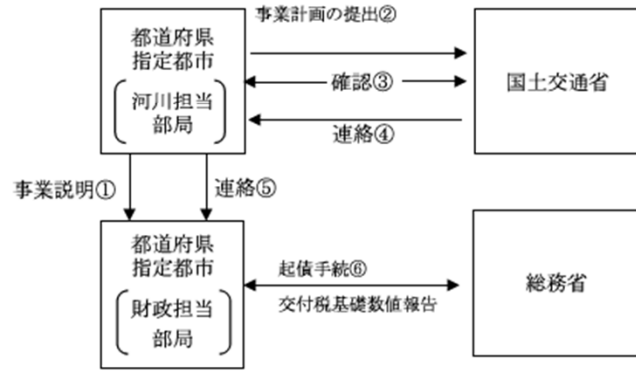 事業計画の提出②
都道府県
指定都市
河川担当
部局
確認③
国土交通省
連絡④
事業説明①
連絡⑤
都道府県
指定都市
財政担当
部局
起債手続⑥
交付税基礎数値報告
総務省